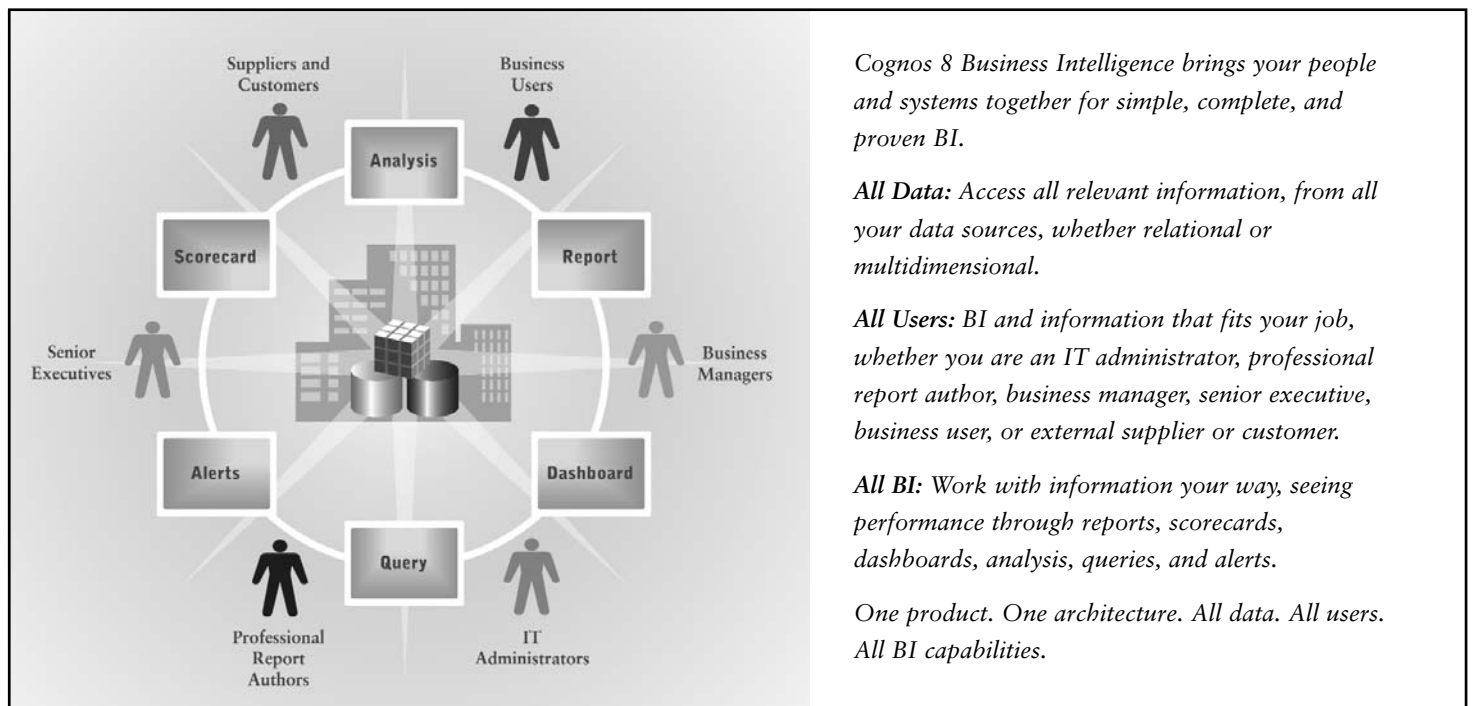 Suppliers and
Customers
Business
Users
Analysis
Scorecard
Report
Senior
Executives
Business
Managers
Alerts
Dashboard
Query
Professional
Report
Authors
IT
Administrators
Cognos 8 Business Intelligence brings your people
and systems together for simple, complete, and
proven BI.
All Data: Access all relevant information, from all
your data sources, whether relational or
multidimensional.
All Users: BI and information that fits your job,
whether you are an IT administrator, professional
report author, business manager, senior executive,
business user, or external supplier or customer.
All BI: Work with information your way, seeing
performance through reports, scorecards,
dashboards, analysis, queries, and alerts.
One product. One architecture. All data. All users.
All BI capabilities.